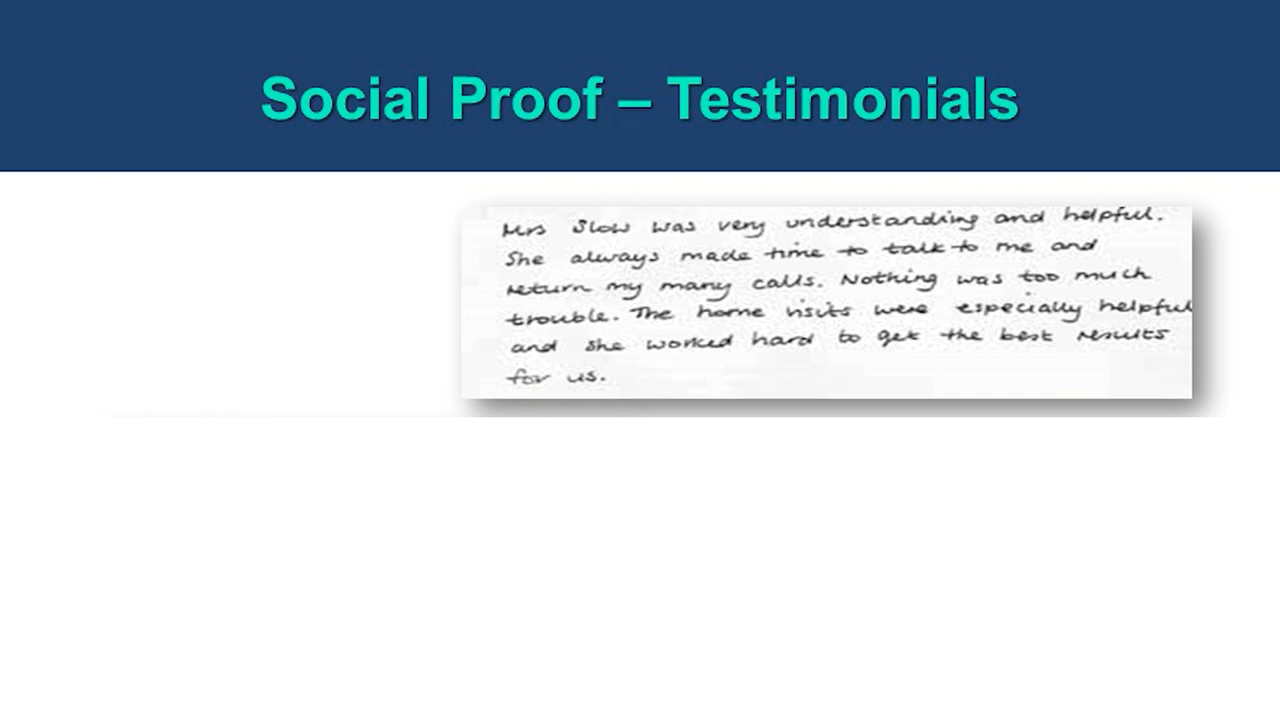 Social Proof – Testimonials
Mrs Slow was very understanding and helpful.
She always made time to talk to me and
return my many calls. Nothing was too much
trouble. The home visits were especially helpful
and she worked hard to get the best results
for us.